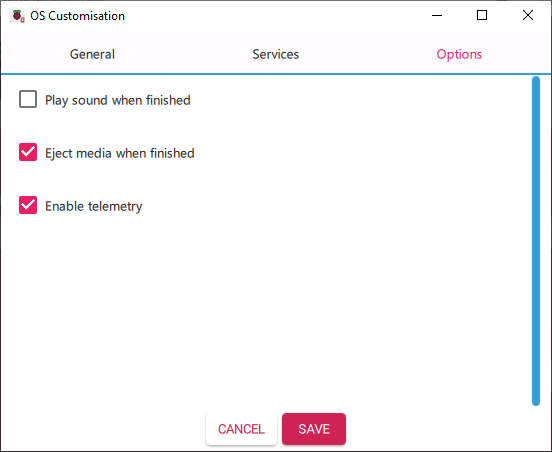 OS Customisation
General
Services
Options
Play sound when finished
Eject media when finished
Enable telemetry
CANCEL
SAVE